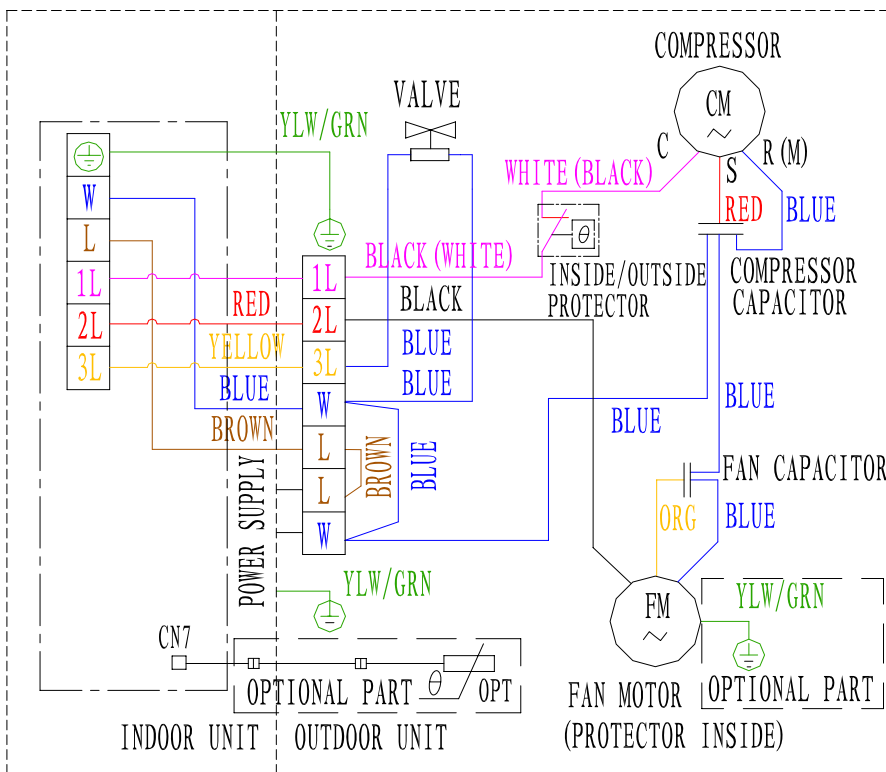 COMPRESSOR
CM
C
S
R (M)
VALVE
YLW/GRN
WHITE (BLACK)
RED
BLUE
W
L
1L
2L
3L
θ
BLACK (WHITE)
INSIDE/OUTSIDE
PROTECTOR
COMPRESSOR
CAPACITOR
1L
2L
3L
W
L
L
W
BLACK
RED
YELLOW
BLUE
BLUE
BLUE
BROWN
BROWN
BLUE
BLUE
BLUE
FAN CAPACITOR
ORG
BLUE
POWER SUPPLY
YLW/GRN
FM
YLW/GRN
CN7
OPTIONAL PART
θ
OPT
FAN MOTOR
(PROTECTOR INSIDE)
OPTIONAL PART
INDOOR UNIT
OUTDOOR UNIT